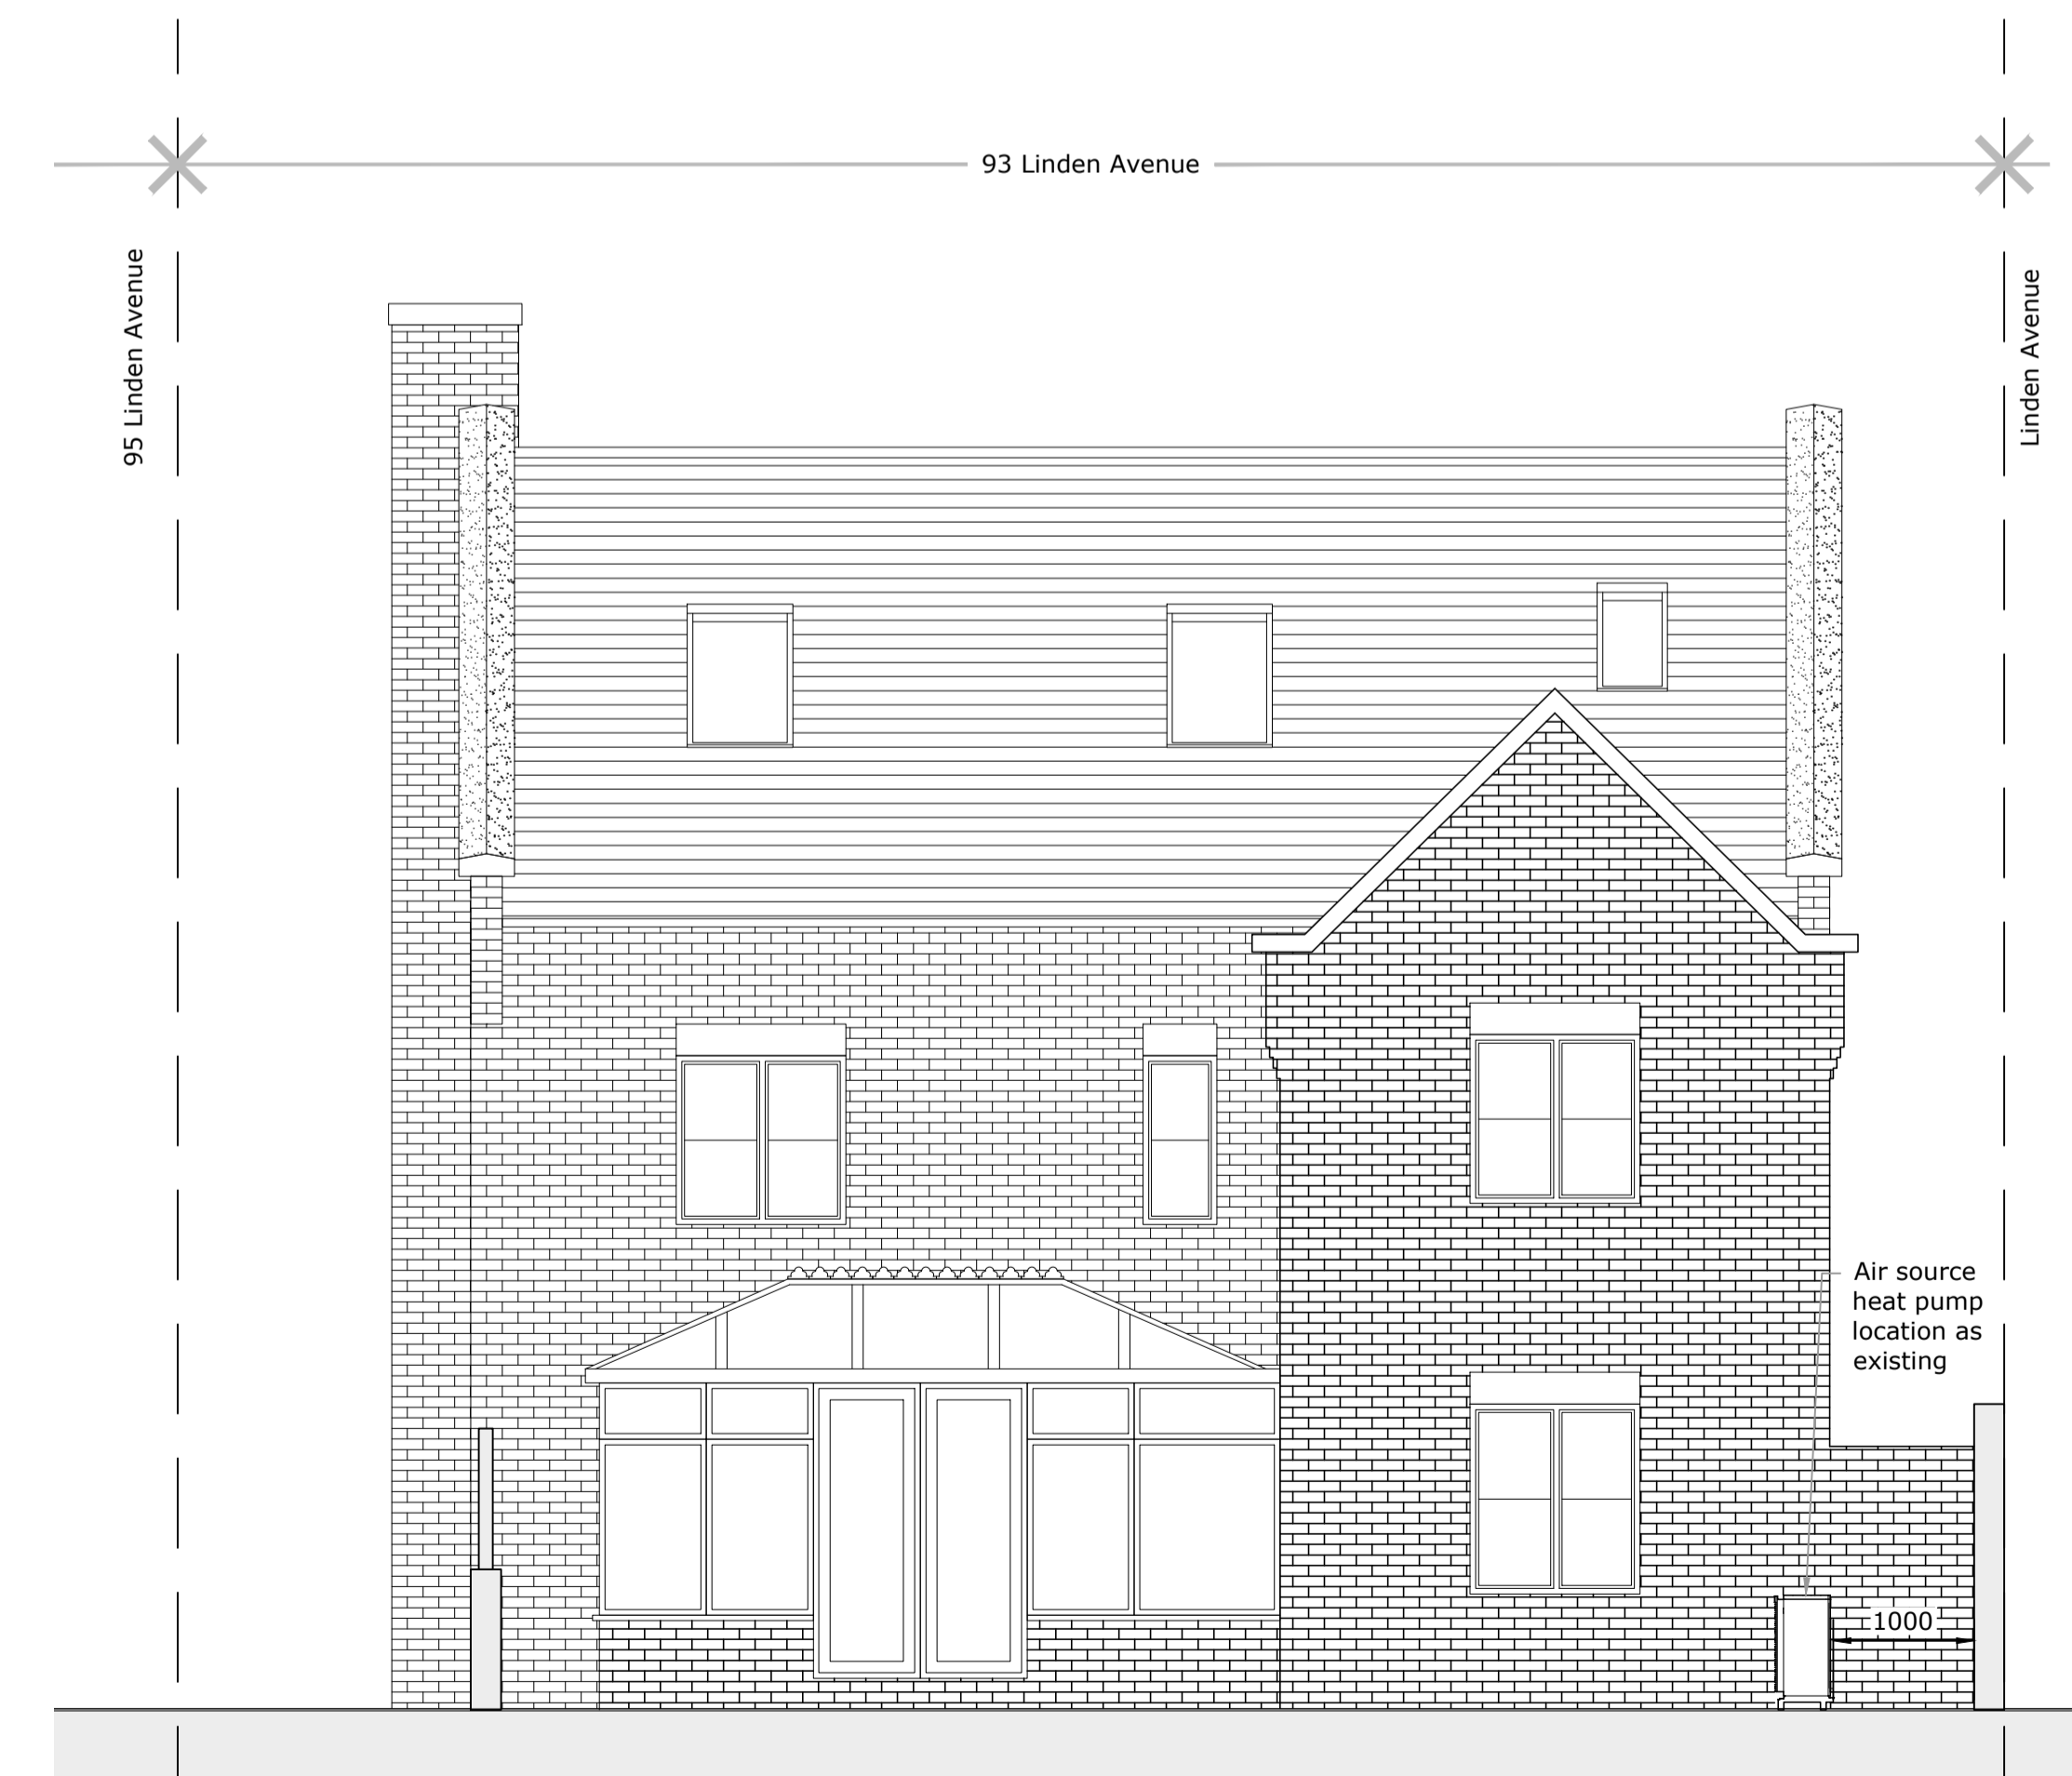 93 Linden Avenue
95 Linden Avenue
Linden Avenue
Air source
heat pump
location as
existing
1000